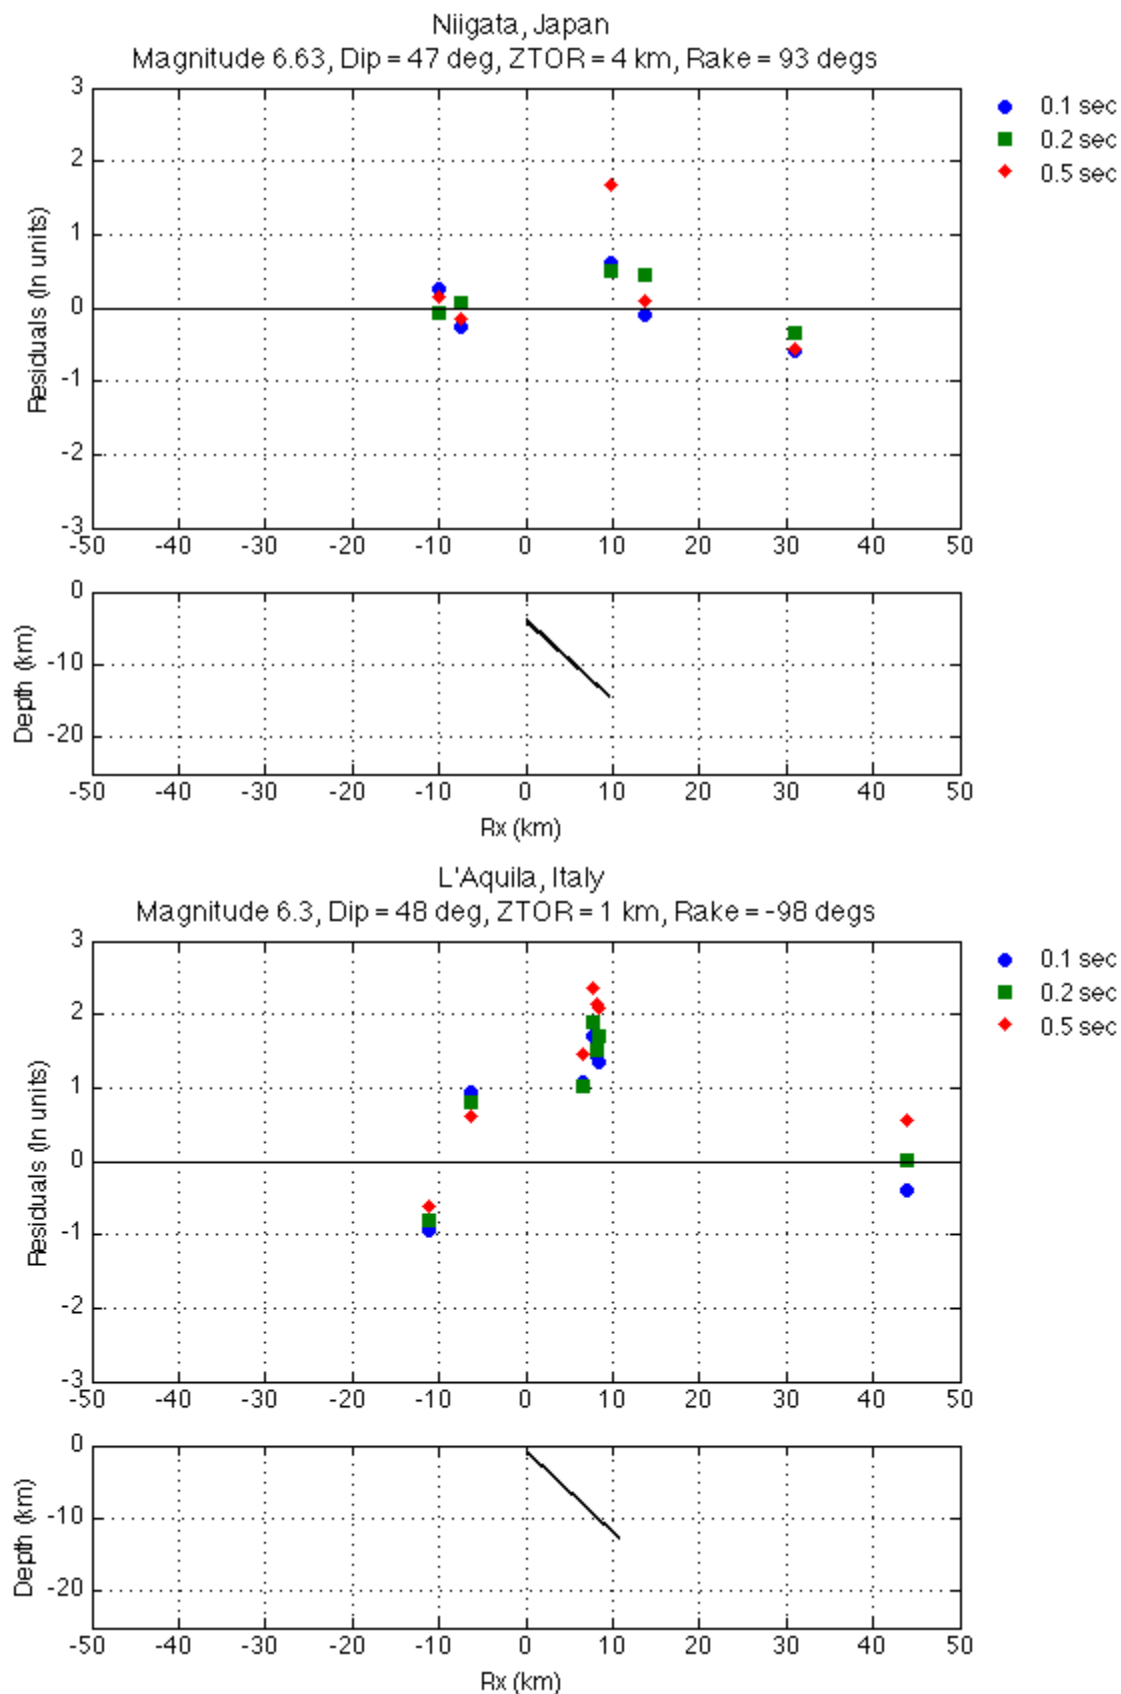 Niigata, Japan
Magnitude 6.63, Dip = 47 deg, ZTOR = 4 km, Rake = 93 degs
3
2
1
0
-1
-2
-3
Residuals (ln units)
-50 -40 -30 -20 -10 0 10 20 30 40 50
0.1 sec
0.2 sec
0.5 sec
0
-10
-20
Depth (km)
-50 -40 -30 -20 -10 0 10 20 30 40 50
Rx (km)
L'Aquila, Italy
Magnitude 6.3, Dip = 48 deg, ZTOR = 1 km, Rake = -98 degs
3
2
1
0
-1
-2
-3
Residuals (ln units)
-50 -40 -30 -20 -10 0 10 20 30 40 50
0.1 sec
0.2 sec
0.5 sec
0
-10
-20
Depth (km)
-50 -40 -30 -20 -10 0 10 20 30 40 50
Rx (km)